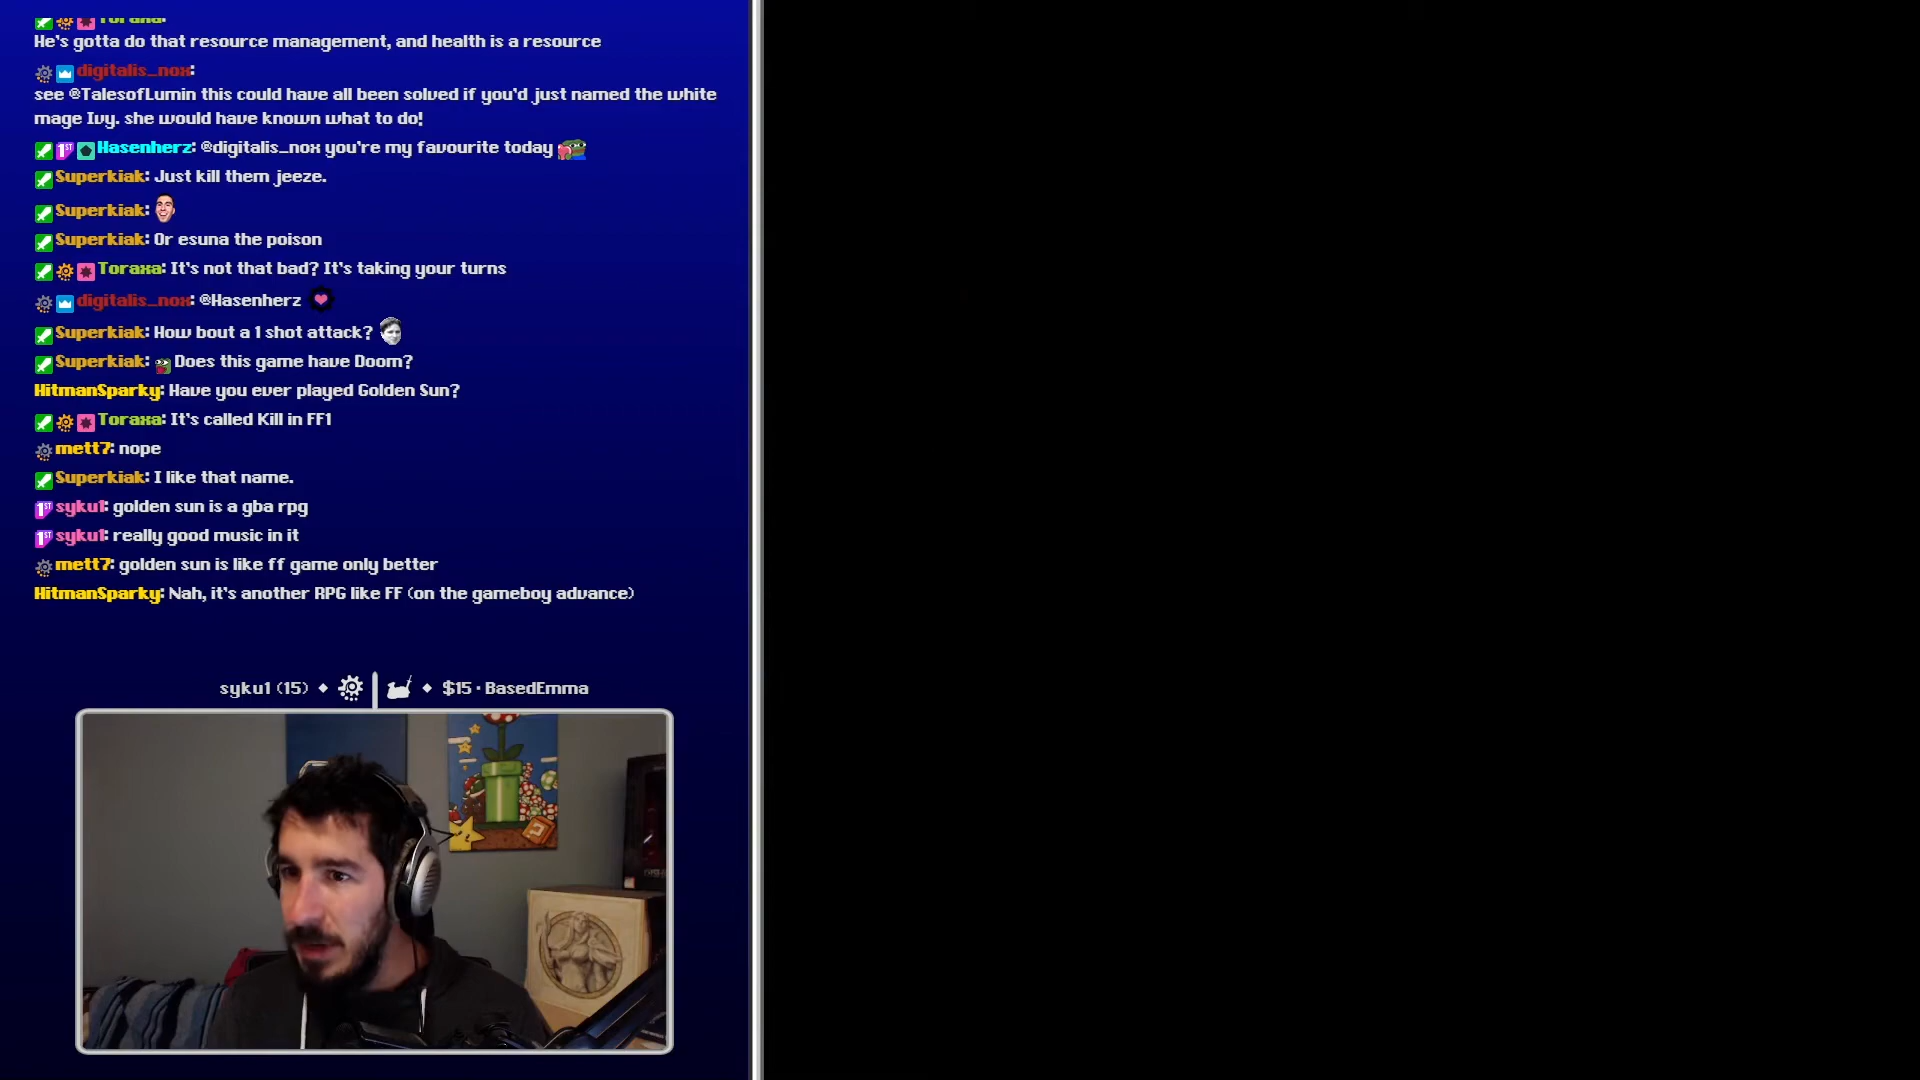 Toraxa:
He's gotta do that resource management, and health is a resource
digitalis_nox:
see @TalesofLumin this could have all been solved if you'd just named the white
mage Ivy. she would have known what to do!
1ST Hasenherz: @digitalis_nox you're my favourite today
Superkiak: Just kill them jeeze.
Superkiak:
Superkiak: Or esuna the poison
Toraxa: It's not that bad? It's taking your turns
digitalis_nox: @Hasenherz
Superkiak: How bout a 1 shot attack?
Superkiak: Does this game have Doom?
HitmanSparky: Have you ever played Golden Sun?
Toraxa: It's called Kill in FF1
mett7: nope
Superkiak: I like that name.
1ST syku1: golden sun is a gba rpg
1ST syku1: really good music in it
mett7: golden sun is like ff game only better
HitmanSparky: Nah, it's another RPG like FF (on the gameboy advance)
syku1 (15) ◆ ◆ $15 · BasedEmma